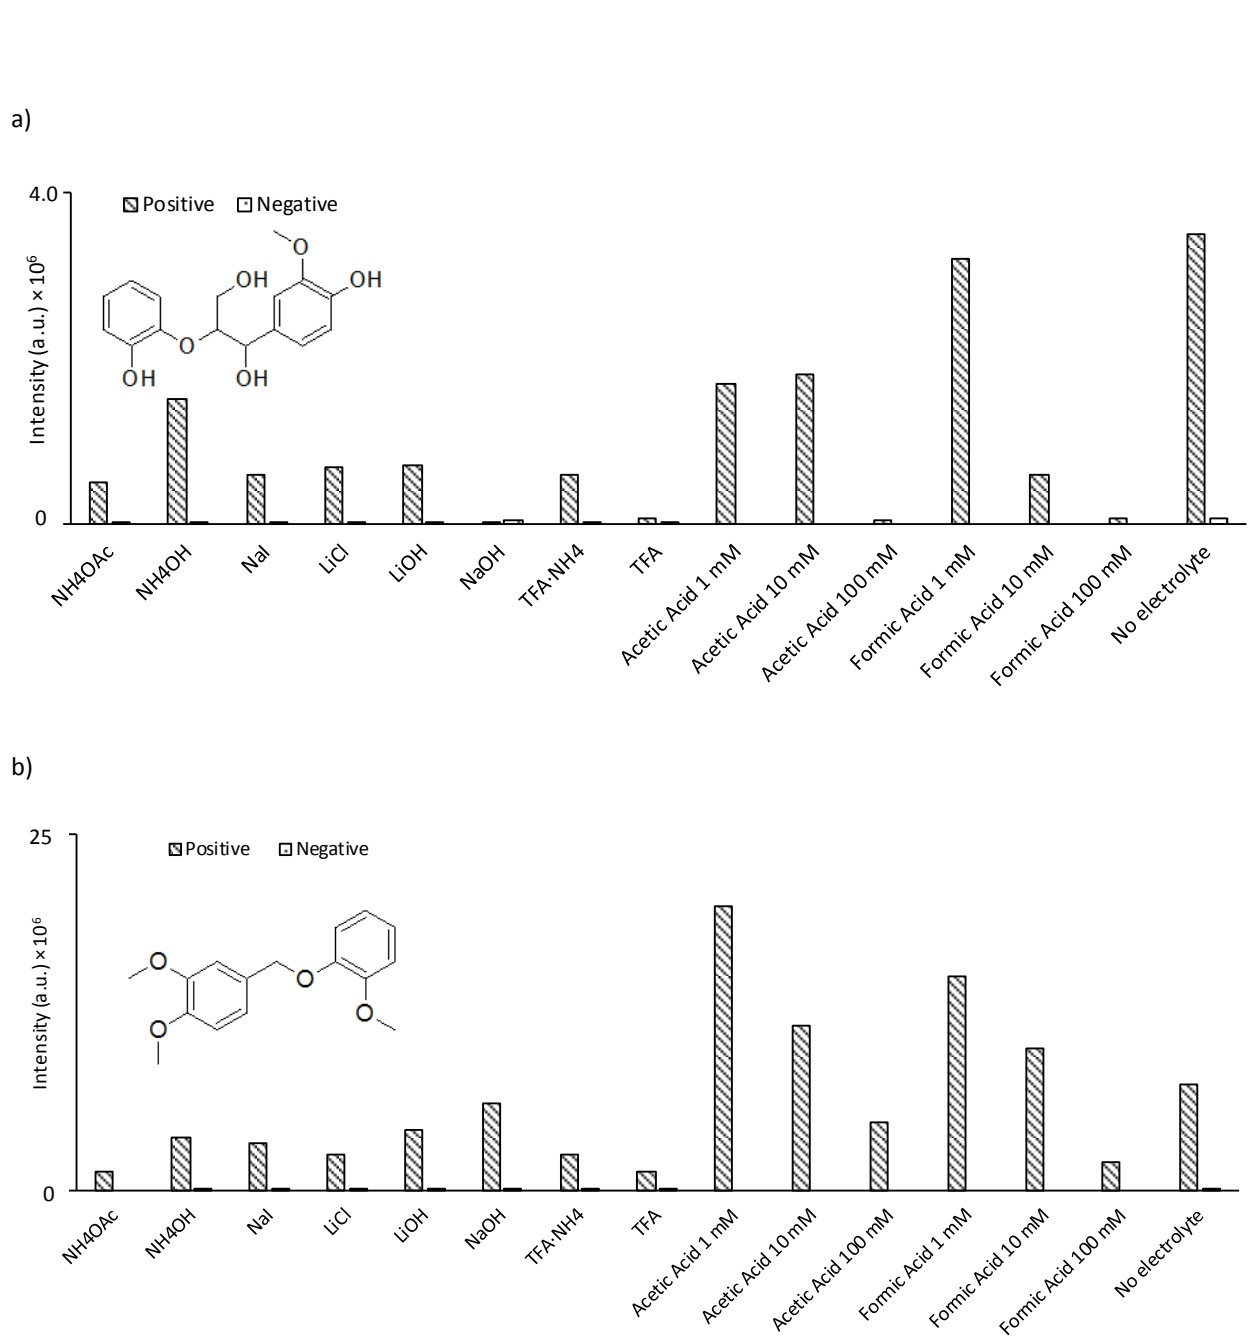 a)
4.0
Positive
Negative
Intensity (a.u.) × 10⁶
O
OH
OH
O
OH
OH
0
NH4OAc
NH4OH
NaI
LiCl
LiOH
NaOH
TFA·NH4
TFA
Acetic Acid 1 mM
Acetic Acid 10 mM
Acetic Acid 100 mM
Formic Acid 1 mM
Formic Acid 10 mM
Formic Acid 100 mM
No electrolyte
b)
25
Positive
Negative
Intensity (a.u.) ×10⁶
O
O
O
O
0
NH4OAc
NH4OH
NaI
LiCl
LiOH
NaOH
TFA·NH4
TFA
Acetic Acid 1 mM
Acetic Acid 10 mM
Acetic Acid 100 mM
Formic Acid 1 mM
Formic Acid 10 mM
Formic Acid 100 mM
No electrolyte